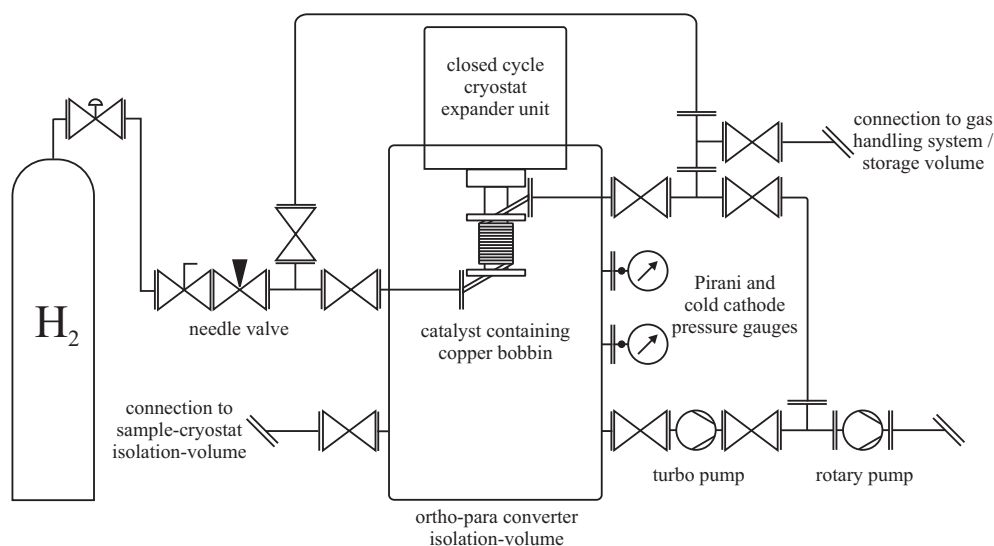 closed cycle
cryostat
expander unit
connection to gas
handling system /
storage volume
H2
needle valve
catalyst containing
copper bobbin
Pirani and
cold cathode
pressure gauges
connection to
sample-cryostat
isolation-volume
turbo pump
rotary pump
ortho-para converter
isolation-volume